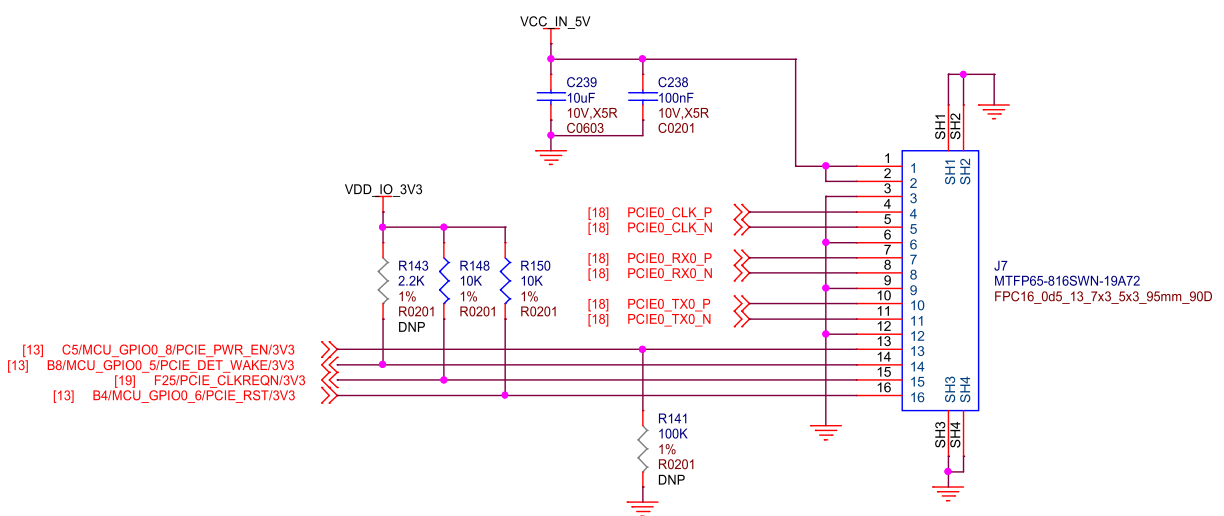 VCC_IN_5V
C239
10uF
10V,X5R
C0603
C238
100nF
10V,X5R
C0201
SH1
SH2
SH1
SH2
VDD_IO_3V3
R143
2.2K
1%
R0201
DNP
R148
10K
1%
R0201
R150
10K
1%
R0201
[18] PCIE0_CLK_P
[18] PCIE0_CLK_N
[18] PCIE0_RX0_P
[18] PCIE0_RX0_N
[18] PCIE0_TX0_P
[18] PCIE0_TX0_N
1 1
2 2
3 3
4 4
5 5
6 6
7 7
8 8
9 9
10 10
11 11
12 12
13 13
14 14
15 15
16 16
J7
MTFP65-816SWN-19A72
FPC16_0d5_13_7x3_5x3_95mm_90D
[13] C5/MCU_GPIO0_8/PCIE_PWR_EN/3V3
[13] B8/MCU_GPIO0_5/PCIE_DET_WAKE/3V3
[19] F25/PCIE_CLKREQN/3V3
[13] B4/MCU_GPIO0_6/PCIE_RST/3V3
SH3
SH4
SH3
SH4
R141
100K
1%
R0201
DNP